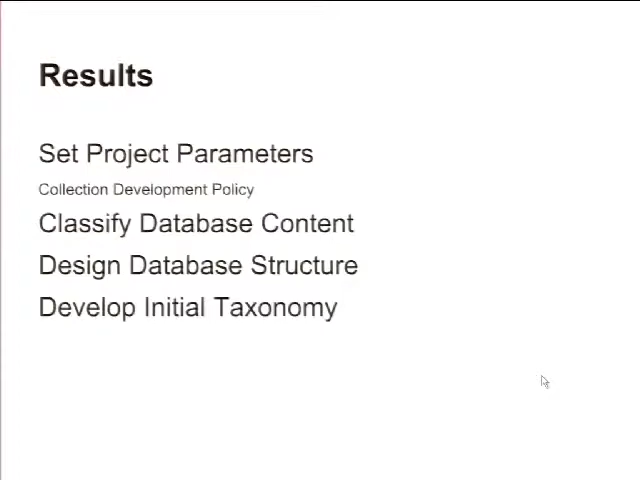 Results
Set Project Parameters
Collection Development Policy
Classify Database Content
Design Database Structure
Develop Initial Taxonomy